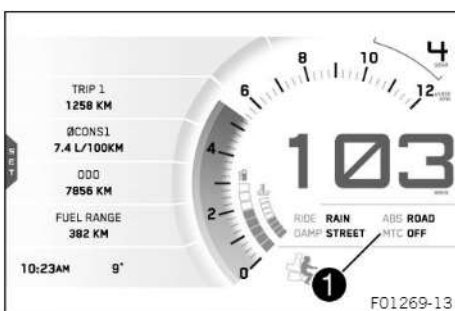 TRIP 1
1258 KM
ØCONS1
7.4 L/100KM
ODO
7856 KM
FUEL RANGE
382 KM
10:23AM 9°
SET
0
2
4
6
8
10
12
4
GEAR
103
RIDE RAIN ABS ROAD
DAMP STREET MTC OFF
1
F01269-13